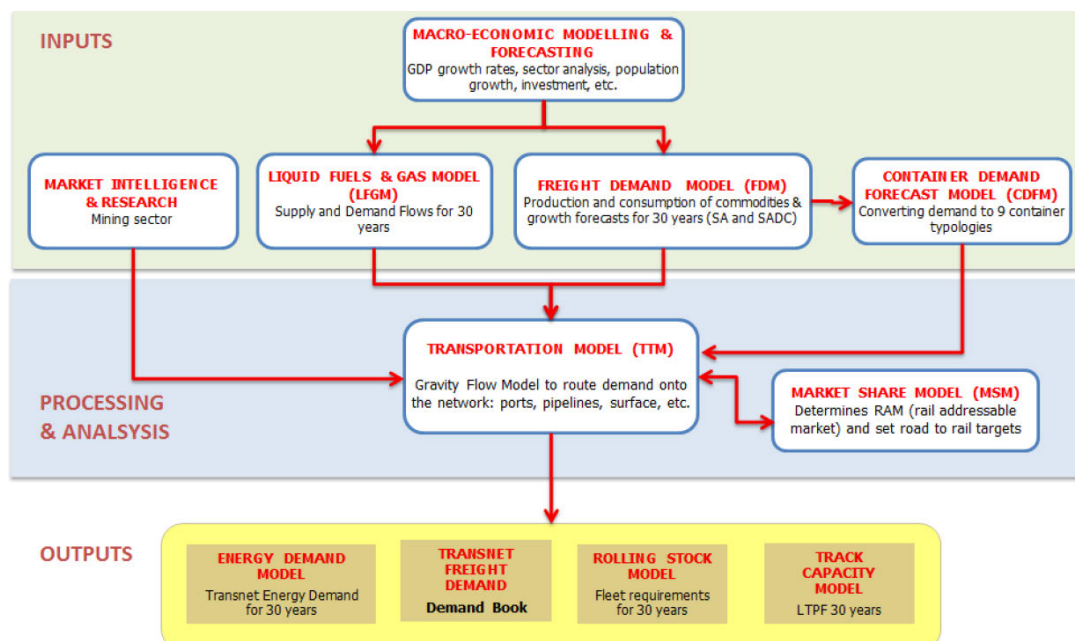 INPUTS
MACRO-ECONOMIC MODELLING &
FORECASTING
GDP growth rates, sector analysis, population
growth, investment, etc.
MARKET INTELLIGENCE
& RESEARCH
Mining sector
LIQUID FUELS & GAS MODEL
(LFGM)
Supply and Demand Flows for 30
years
FREIGHT DEMAND MODEL (FDM)
Production and consumption of commodities &
growth forecasts for 30 years (SA and SADC)
CONTAINER DEMAND
FORECAST MODEL (CDFM)
Converting demand to 9 container
typologies
PROCESSING
& ANALSYSIS
TRANSPORTATION MODEL (TTM)
Gravity Flow Model to route demand onto
the network: ports, pipelines, surface, etc.
MARKET SHARE MODEL (MSM)
Determines RAM (rail addressable
market) and set road to rail targets
OUTPUTS
ENERGY DEMAND
MODEL
Transnet Energy Demand
for 30 years
TRANSNET
FREIGHT
DEMAND
Demand Book
ROLLING STOCK
MODEL
Fleet requirements
for 30 years
TRACK
CAPACITY
MODEL
LTPF 30 years